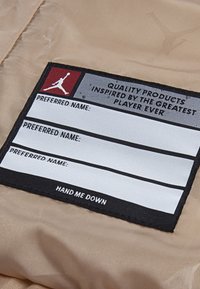 QUALITY PRODUCTS
INSPIRED BY THE GREATEST
PLAYER EVER
PREFERRED NAME:
PREFERRED NAME:
PREFERRED NAME:
HAND ME DOWN